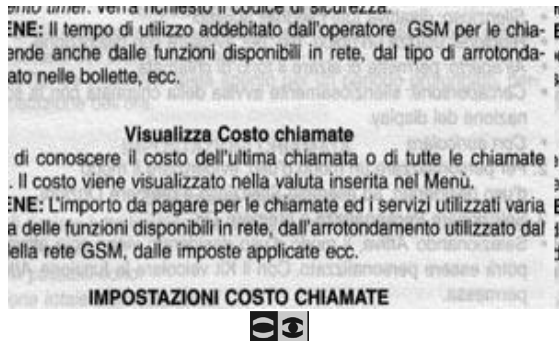 timer. Verrà richiesto il codice di sicurezza.
ENE: Il tempo di utilizzo addebitato dall'operatore GSM per le chia-
ende anche dalle funzioni disponibili in rete, dal tipo di arrotonda-
ato nelle bollette, ecc.
Visualizza Costo chiamate
di conoscere il costo dell'ultima chiamata o di tutte le chiamate
. Il costo viene visualizzato nella valuta inserita nel Menù.
ENE: L'importo da pagare per le chiamate ed i servizi utilizzati varia
a delle funzioni disponibili in rete, dall'arrotondamento utilizzato dal
ella rete GSM, dalle imposte applicate ecc.
IMPOSTAZIONI COSTO CHIAMATE